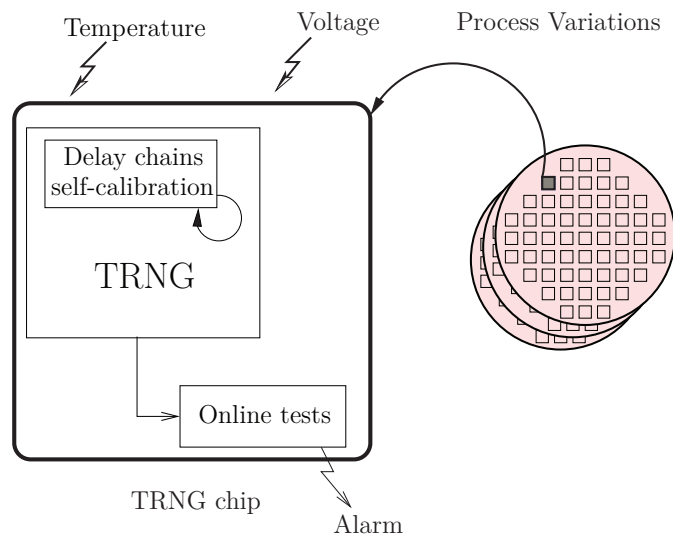 Temperature
Voltage
Process Variations
Delay chains
self-calibration
TRNG
Online tests
TRNG chip
Alarm